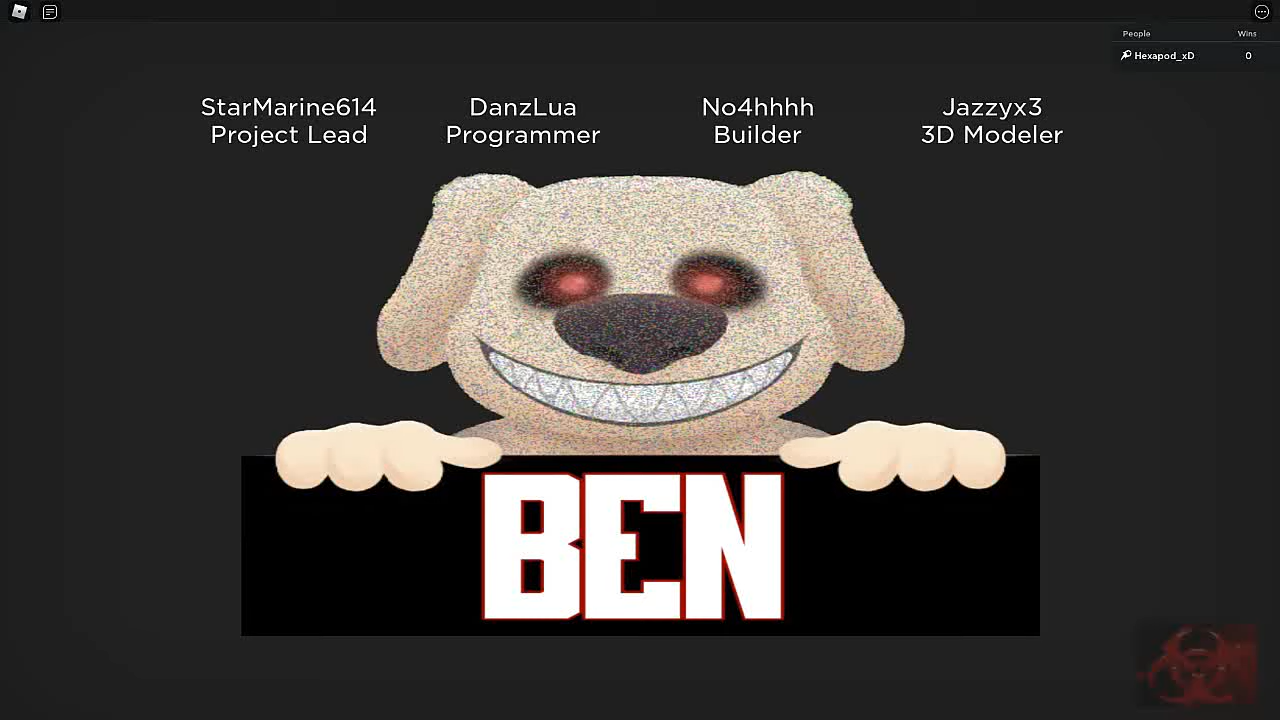 People Wins
Hexapod_xD 0
StarMarine614 DanzLua No4hhhh Jazzyx3
Project Lead Programmer Builder 3D Modeler
BEN